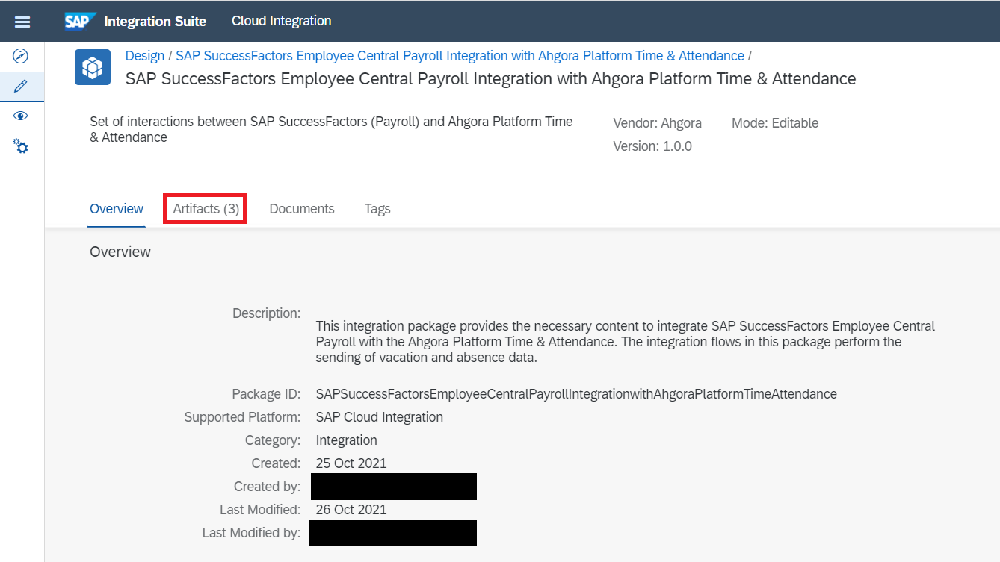 SAP Integration Suite Cloud Integration
Design / SAP SuccessFactors Employee Central Payroll Integration with Ahgora Platform Time & Attendance /
SAP SuccessFactors Employee Central Payroll Integration with Ahgora Platform Time & Attendance
Set of interactions between SAP SuccessFactors (Payroll) and Ahgora Platform Time
& Attendance
Vendor: Ahgora Mode: Editable
Version: 1.0.0
Overview Artifacts (3) Documents Tags
Overview
Description:
This integration package provides the necessary content to integrate SAP SuccessFactors Employee Central
Payroll with the Ahgora Platform Time & Attendance. The integration flows in this package perform the
sending of vacation and absence data.
Package ID: SAPSuccessFactorsEmployeeCentralPayrollIntegrationwithAhgoraPlatformTimeAttendance
Supported Platform: SAP Cloud Integration
Category: Integration
Created: 25 Oct 2021
Created by:
Last Modified: 26 Oct 2021
Last Modified by: